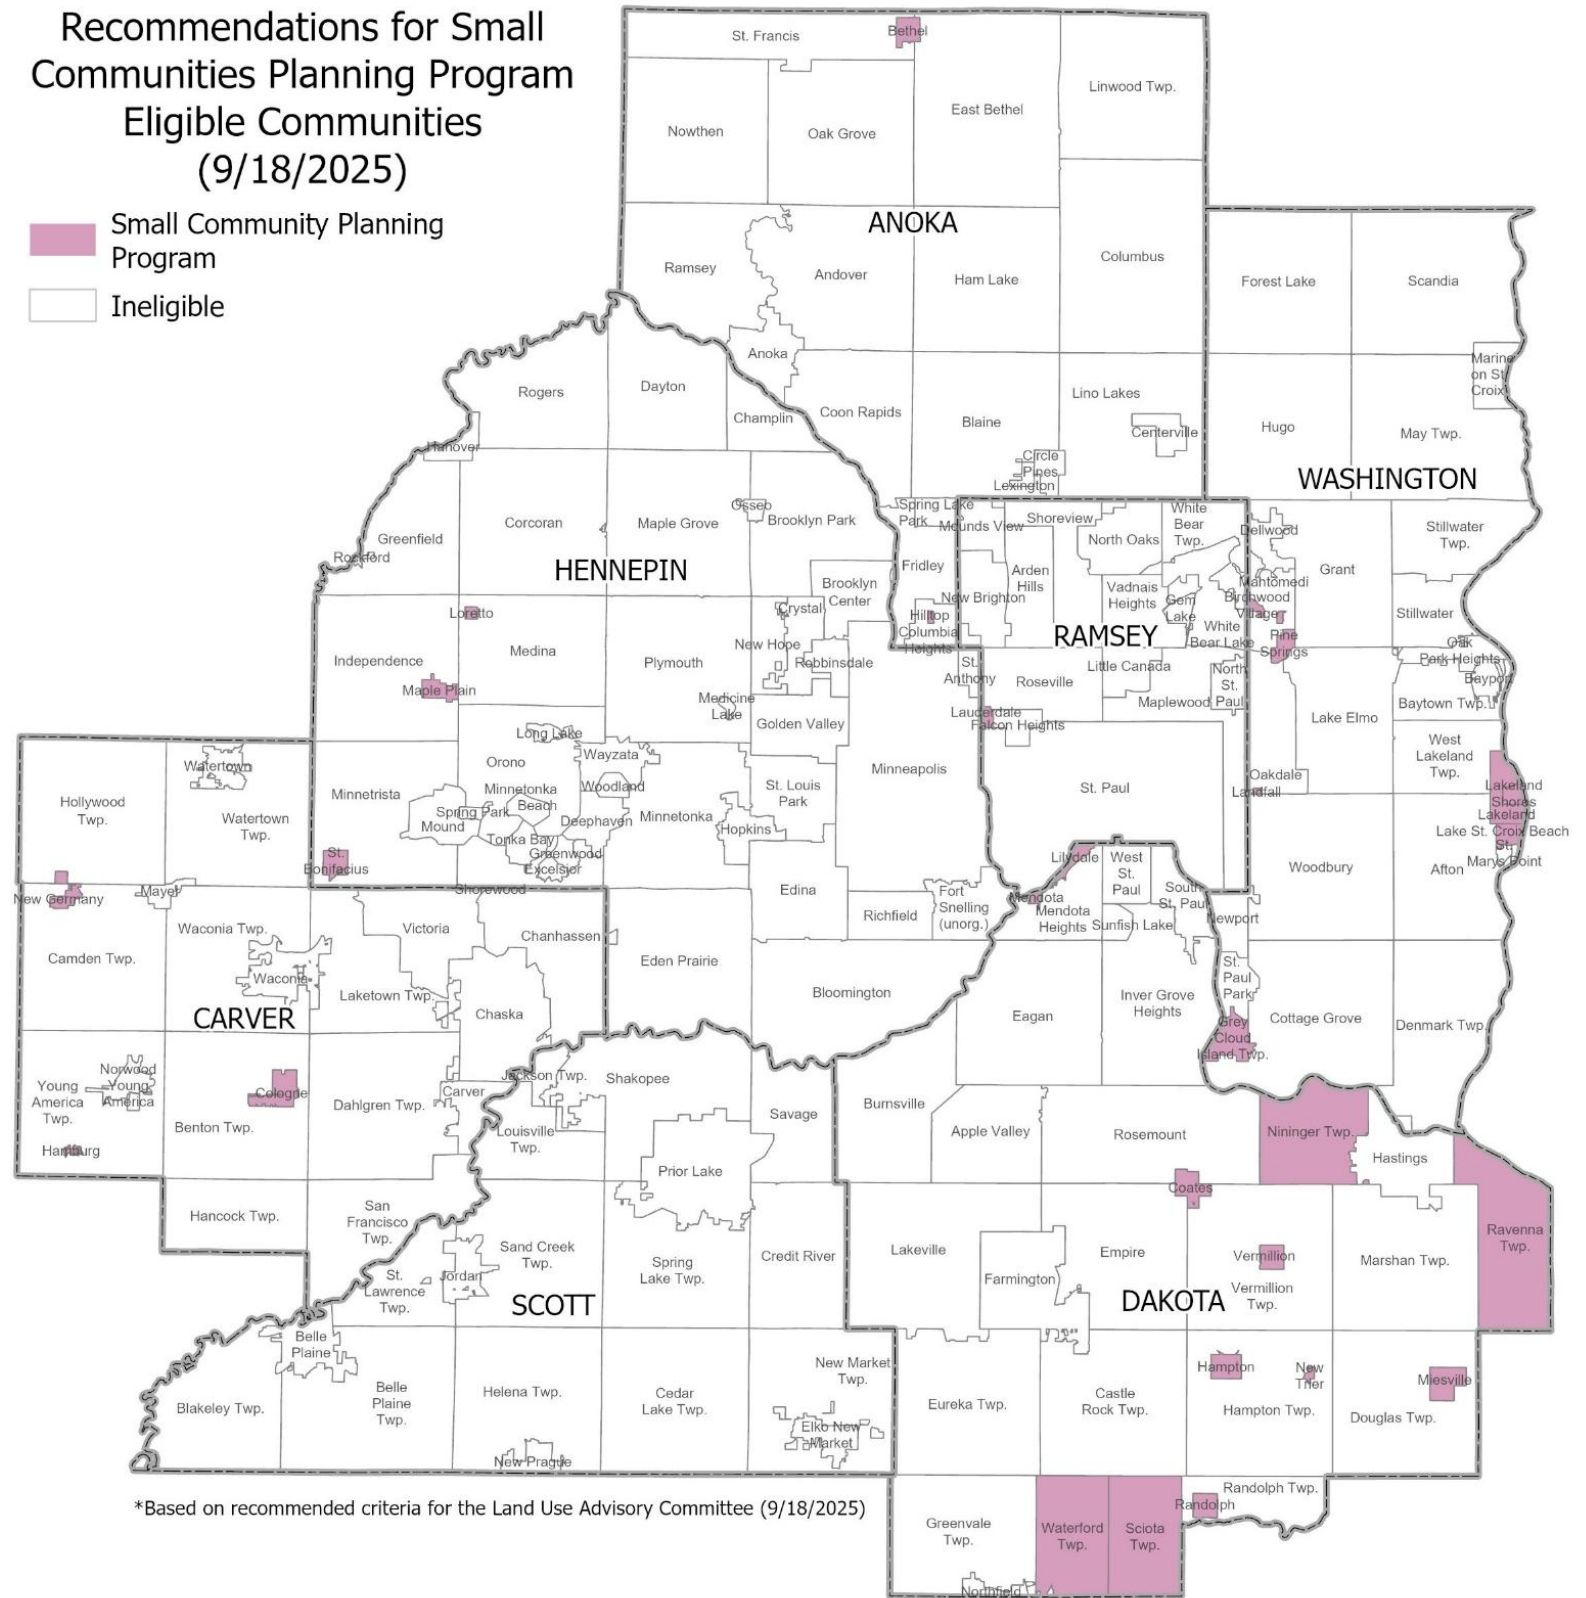 Recommendations for Small
Communities Planning Program
Eligible Communities
(9/18/2025)
Small Community Planning
Program
Ineligible
St. Francis
Bethel
Linwood Twp.
East Bethel
Nowthen
Oak Grove
ANOKA
Columbus
Ramsey
Andover
Ham Lake
Forest Lake
Scandia
Anoka
Marine
on St.
Croix
Rogers
Dayton
Lino Lakes
Champlin
Coon Rapids
Blaine
Centerville
Hugo
May Twp.
Hanover
Circle
Pines
Lexington
WASHINGTON
Osseo
Spring Lake
Park
Mounds View
Shoreview
White
Bear
Twp.
Corcoran
Maple Grove
Brooklyn Park
Dellwood
Stillwater
Twp.
Greenfield
North Oaks
Rockford
HENNEPIN
Fridley
Arden
Hills
Grant
Brooklyn
Center
Vadnais
Heights
Mahtomedi
Birchwood
Village
New Brighton
Gem
Lake
Loretto
Crystal
Hilltop
Columbia
Heights
Stillwater
White
Bear Lake
RAMSEY
Pine
Springs
Oak
Park Heights
Independence
Medina
Plymouth
New Hope
Robbinsdale
St.
Anthony
Little Canada
North
St.
Paul
Bayport
Roseville
Maple Plain
Medicine
Lake
Maplewood
Baytown Twp.
Lauderdale
Falcon Heights
Golden Valley
Lake Elmo
Long Lake
West
Lakeland
Twp.
Wayzata
Orono
Watertown
Minneapolis
Oakdale
Landfall
St. Paul
Minnetrista
Minnetonka
Beach
Woodland
St. Louis
Park
Lakeland
Shores
Lakeland
Lake St. Croix Beach
St.
Marys Point
Hollywood
Twp.
Watertown
Twp.
Spring Park
Mound
Deephaven
Minnetonka
Hopkins
Tonka Bay
Greenwood
Excelsior
St.
Bonifacius
Lilydale
West
St.
Paul
Woodbury
Afton
Shorewood
Edina
Mayer
New Germany
Fort
Snelling
(unorg.)
Mendota
Mendota
Heights
South
St. Paul
Sunfish Lake
Newport
Richfield
Waconia Twp.
Victoria
Chanhassen
Camden Twp.
Eden Prairie
St.
Paul
Park
Waconia
Laketown Twp.
Bloomington
Inver Grove
Heights
CARVER
Chaska
Eagan
Grey
Cloud
Island Twp.
Cottage Grove
Denmark Twp.
Norwood
Young
America
Young
America
Twp.
Cologne
Jackson Twp.
Shakopee
Carver
Dahlgren Twp.
Burnsville
Savage
Benton Twp.
Louisville
Twp.
Apple Valley
Rosemount
Nininger Twp.
Hamburg
Hastings
Prior Lake
Coates
Hancock Twp.
San
Francisco
Twp.
Sand Creek
Twp.
Credit River
Lakeville
Empire
Vermillion
Marshan Twp.
Ravenna
Twp.
Spring
Lake Twp.
St.
Lawrence
Twp.
Jordan
Farmington
Vermillion
Twp.
SCOTT
DAKOTA
Belle
Plaine
New Market
Twp.
Hampton
New
Trier
Miesville
Blakeley Twp.
Belle
Plaine
Twp.
Helena Twp.
Cedar
Lake Twp.
Eureka Twp.
Castle
Rock Twp.
Hampton Twp.
Douglas Twp.
Elko New
Market
New Prague
Randolph Twp.
Randolph
*Based on recommended criteria for the Land Use Advisory Committee (9/18/2025)
Greenvale
Twp.
Waterford
Twp.
Sciota
Twp.
Northfield